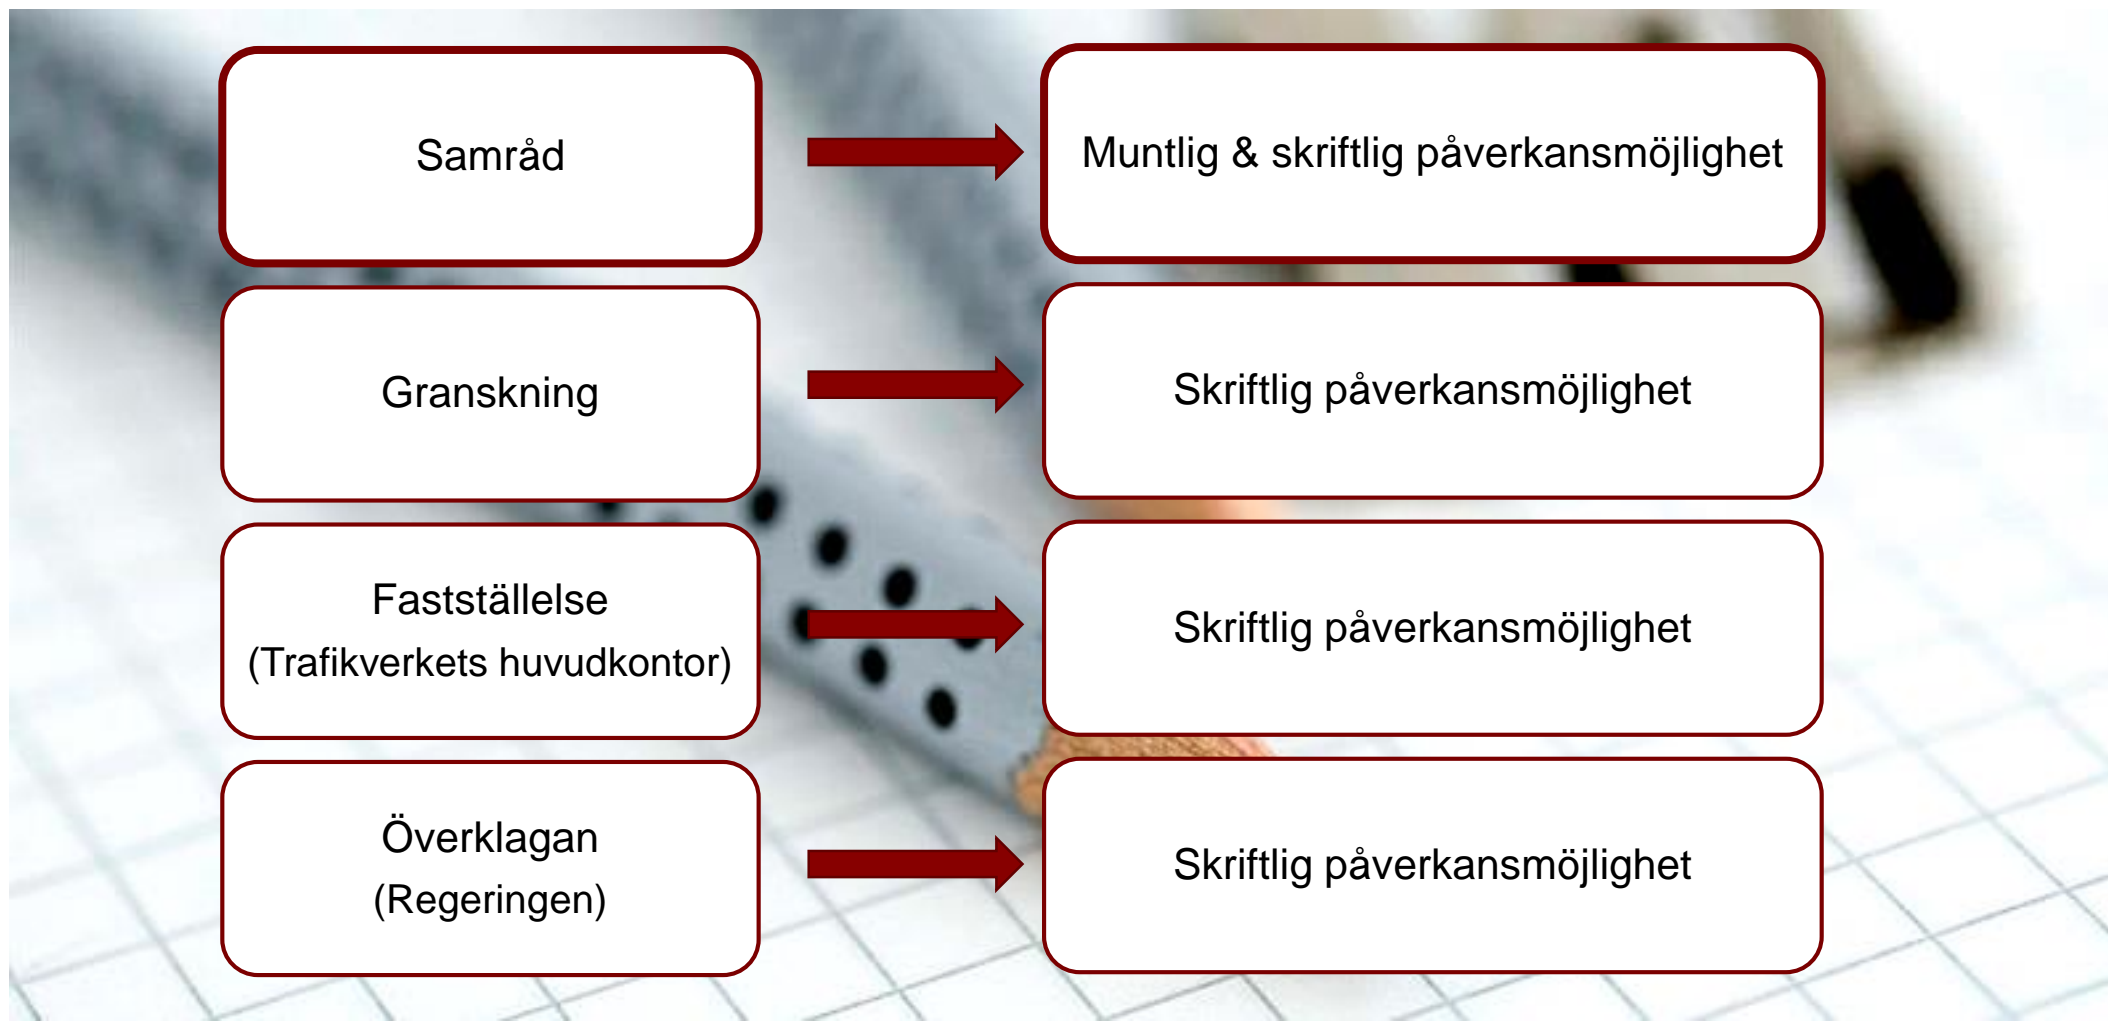 Samråd
Muntlig & skriftlig påverkansmöjlighet
Granskning
Skriftlig påverkansmöjlighet
Fastställelse
(Trafikverkets huvudkontor)
Skriftlig påverkansmöjlighet
Överklagan
(Regeringen)
Skriftlig påverkansmöjlighet